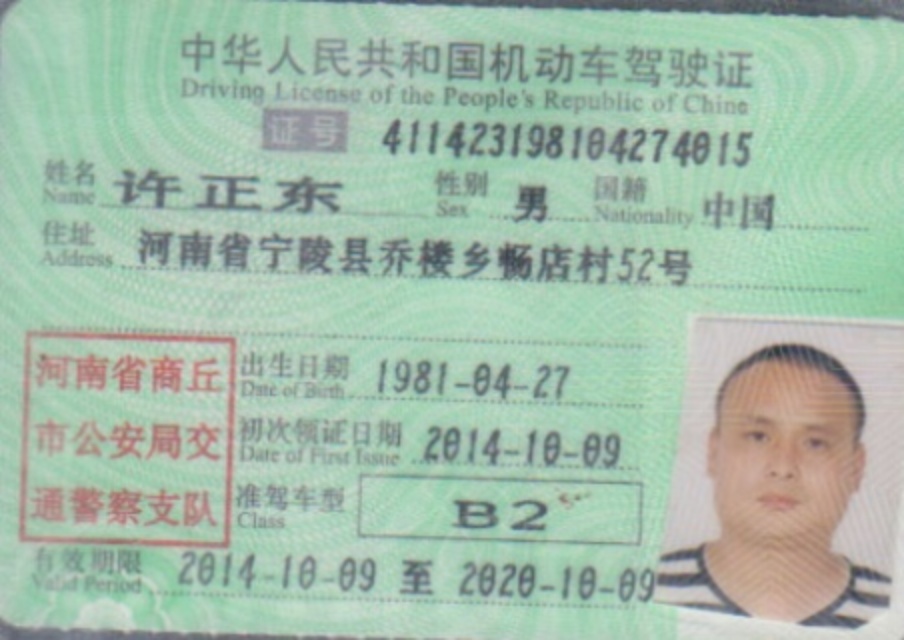 中华人民共和国机动车驾驶证
Driving License of the People's Republic of China
证号 411423198104274015
姓名 许正东 性别 男 国籍 中国
Name Sex Nationality
住址 河南省宁陵县乔楼乡畅店村52号
Address
河南省商丘
市公安局交
通警察支队
出生日期 1981-04-27
Date of Birth
初次领证日期 2014-10-09
Date of First Issue
准驾车型 B2
Class
有效期限 2014-10-09 至 2020-10-09
Valid Period